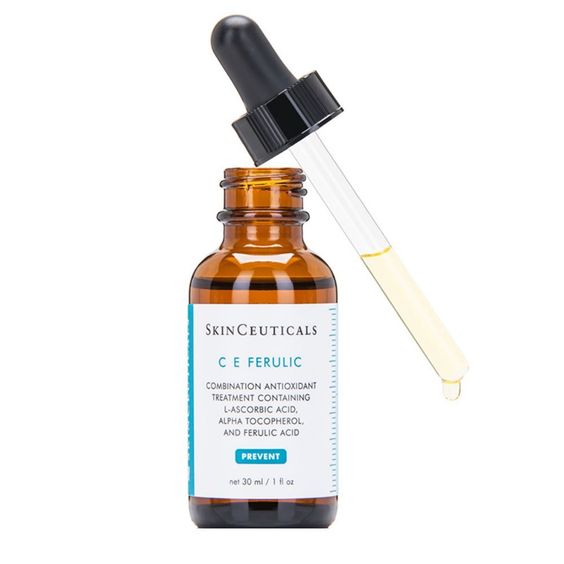 SKINCEUTICALS
C E FERULIC
COMBINATION ANTIOXIDANT
TREATMENT CONTAINING
L-ASCORBIC ACID,
ALPHA TOCOPHEROL,
AND FERULIC ACID
PREVENT
net 30 ml / 1 fl oz